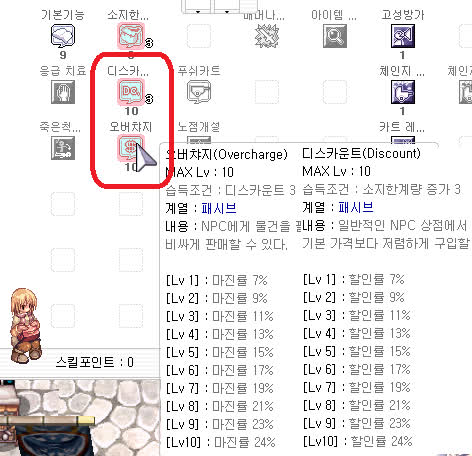 기본기능
소지한...
매머나...
아이템 ...
고성방가
9
3
1
응급 치료
디스카...
푸쉬카트
체인지 ...
체인...
10
3
1
죽은척...
오버챠지
노점개설
카트 레...
10
오버챠지(Overcharge)
MAX Lv : 10
습득조건 : 디스카운트 3
계열 : 패시브
내용 : NPC에게 물건을
비싸게 판매할 수 있다.
[Lv 1] : 마진률 7%
[Lv 2] : 마진률 9%
[Lv 3] : 마진률 11%
[Lv 4] : 마진률 13%
[Lv 5] : 마진률 15%
[Lv 6] : 마진률 17%
[Lv 7] : 마진률 19%
[Lv 8] : 마진률 21%
[Lv 9] : 마진률 23%
[Lv10] : 마진률 24%
디스카운트(Discount)
MAX Lv : 10
습득조건 : 소지한계량 증가 3
계열 : 패시브
내용 : 일반적인 NPC 상점에서
기본 가격보다 저렴하게 구입할
[Lv 1] : 할인률 7%
[Lv 2] : 할인률 9%
[Lv 3] : 할인률 11%
[Lv 4] : 할인률 13%
[Lv 5] : 할인률 15%
[Lv 6] : 할인률 17%
[Lv 7] : 할인률 19%
[Lv 8] : 할인률 21%
[Lv 9] : 할인률 23%
[Lv10] : 할인률 24%
스킬포인트 : 0